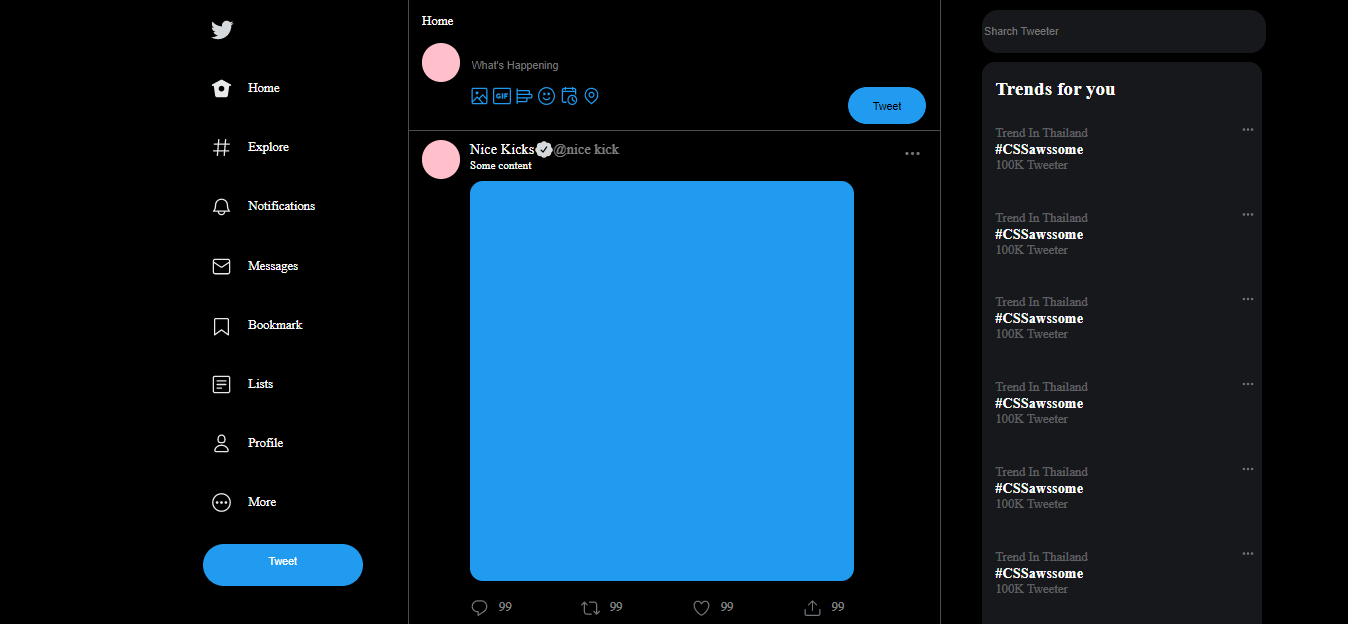 Home
Explore
Notifications
Messages
Bookmark
Lists
Profile
More
Tweet
Home
What's Happening
GIF
Tweet
Nice Kicks @nice kick
Some content
99 99 99 99
Sharch Tweeter
Trends for you
Trend In Thailand
#CSSawssome
100K Tweeter
Trend In Thailand
#CSSawssome
100K Tweeter
Trend In Thailand
#CSSawssome
100K Tweeter
Trend In Thailand
#CSSawssome
100K Tweeter
Trend In Thailand
#CSSawssome
100K Tweeter
Trend In Thailand
#CSSawssome
100K Tweeter